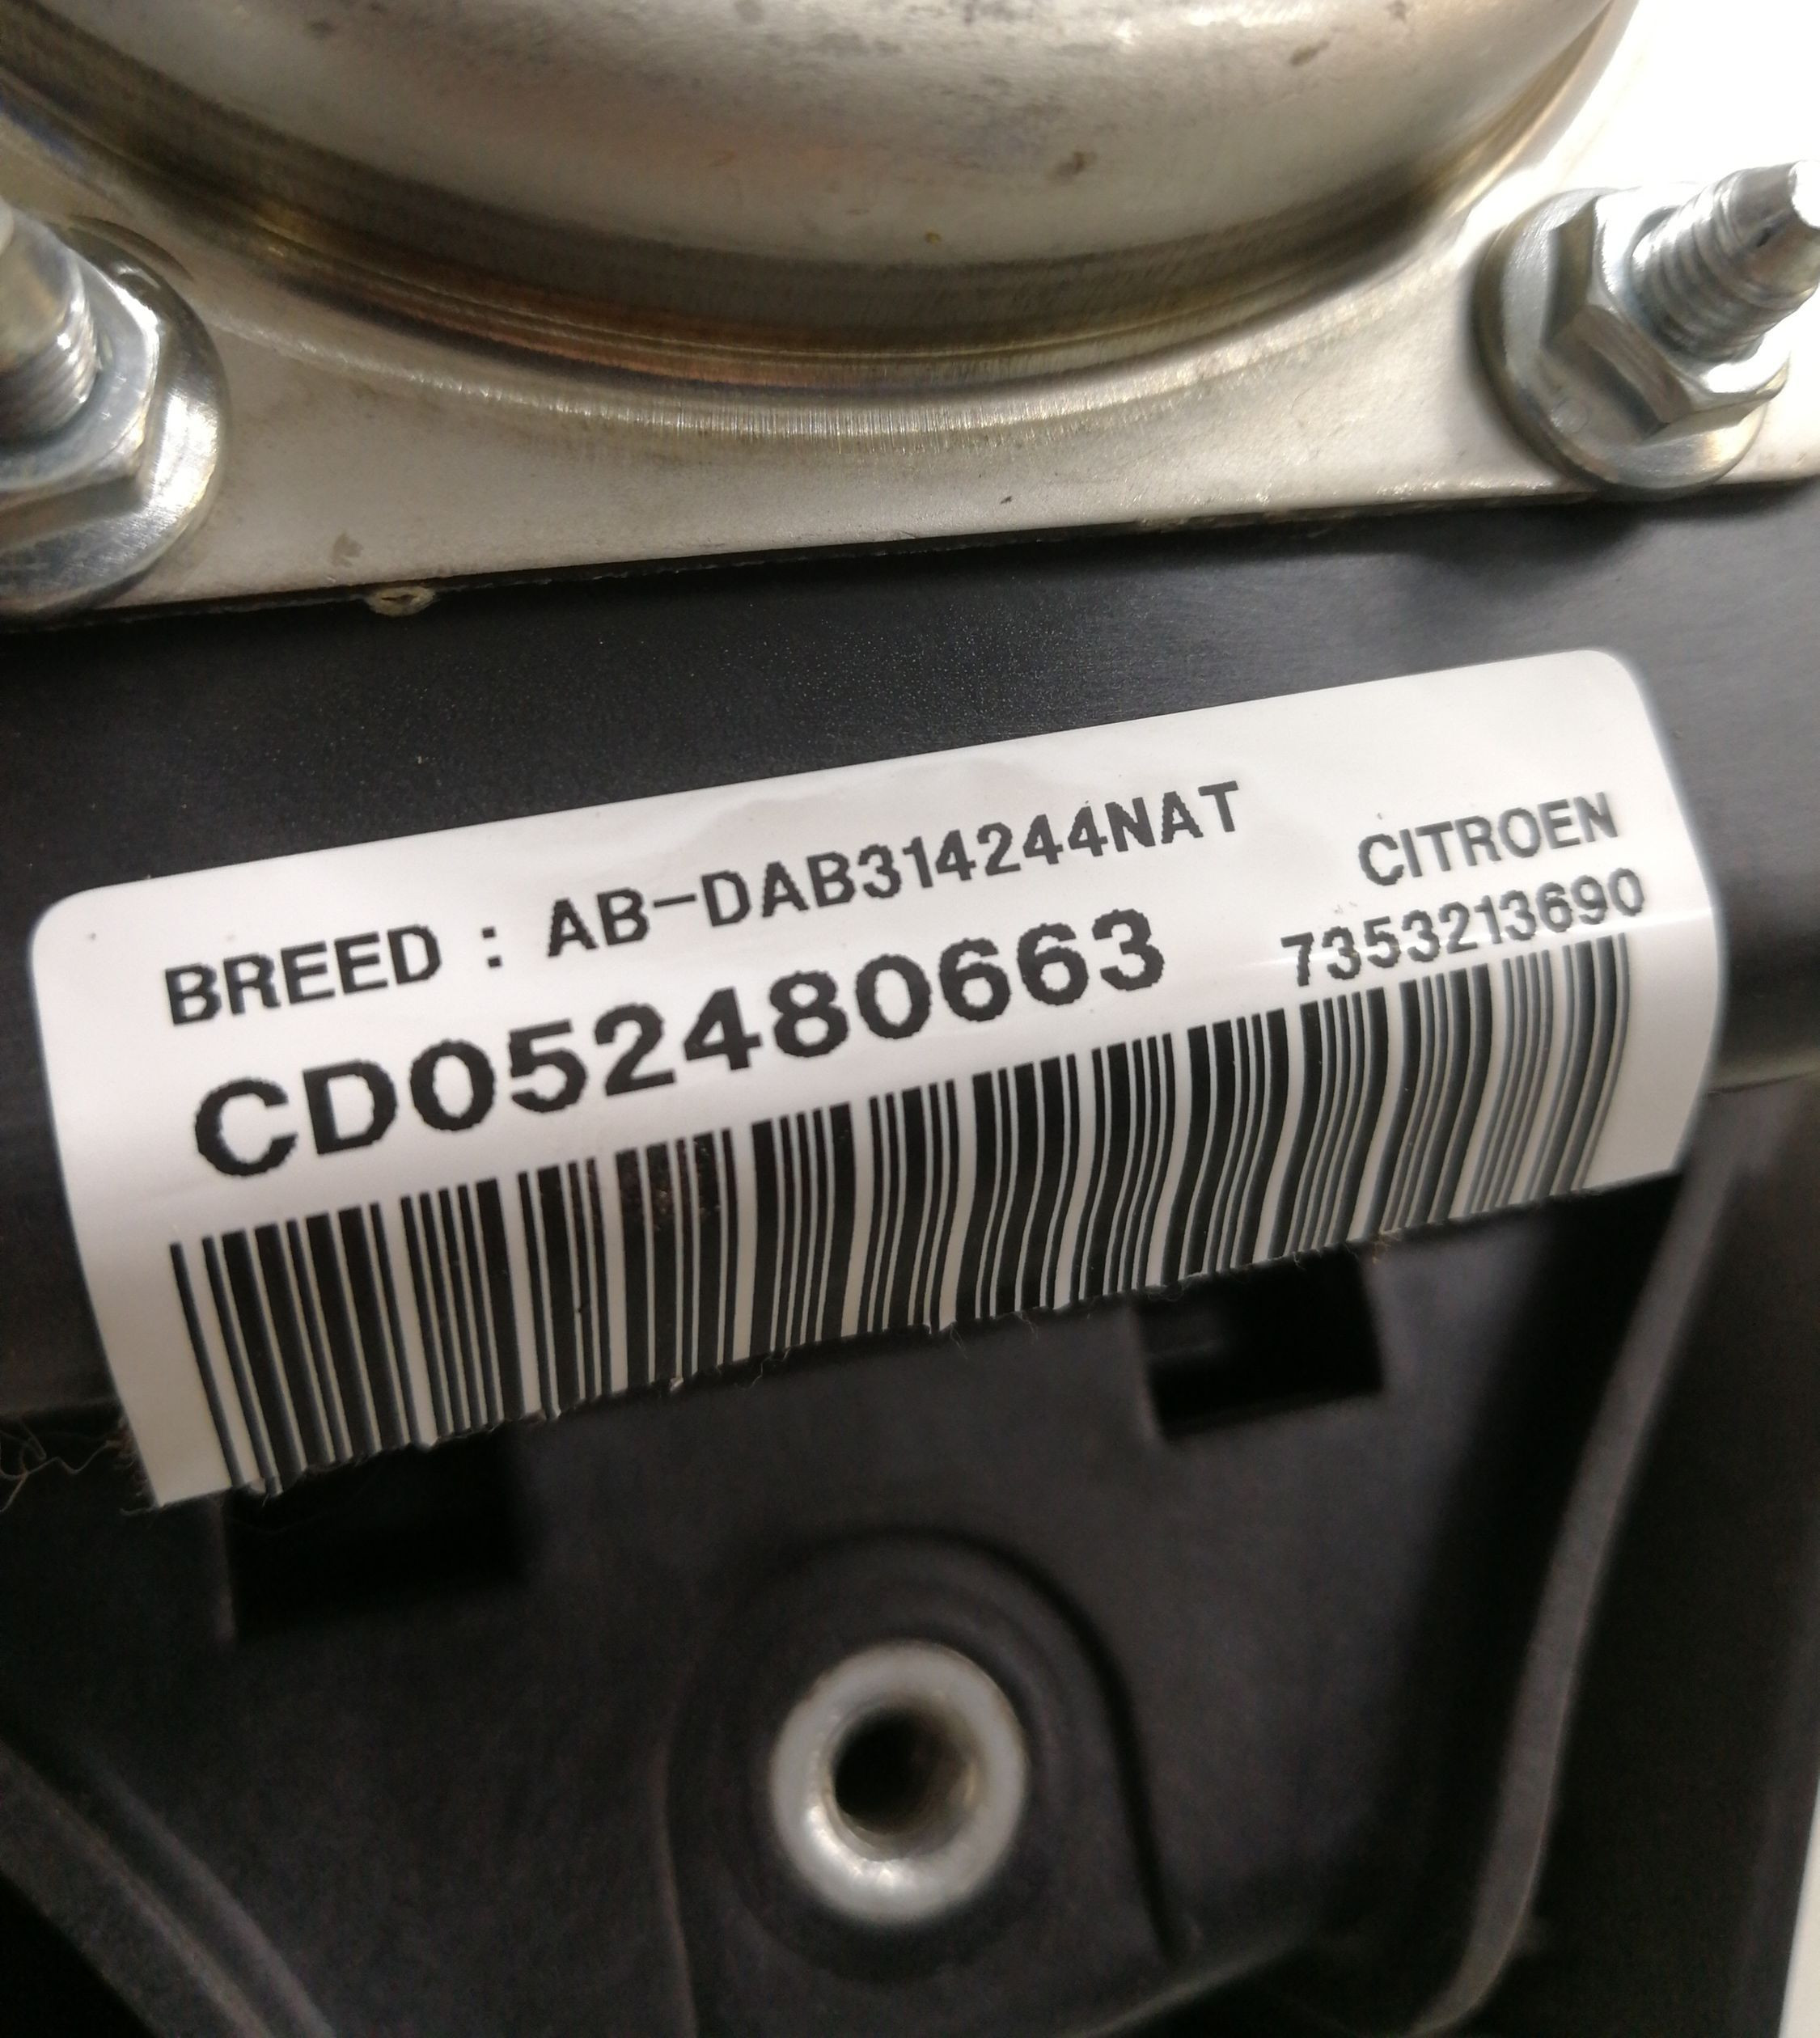 BREED : AB-DAB314244NAT
CITROEN
CD052480663
7353213690